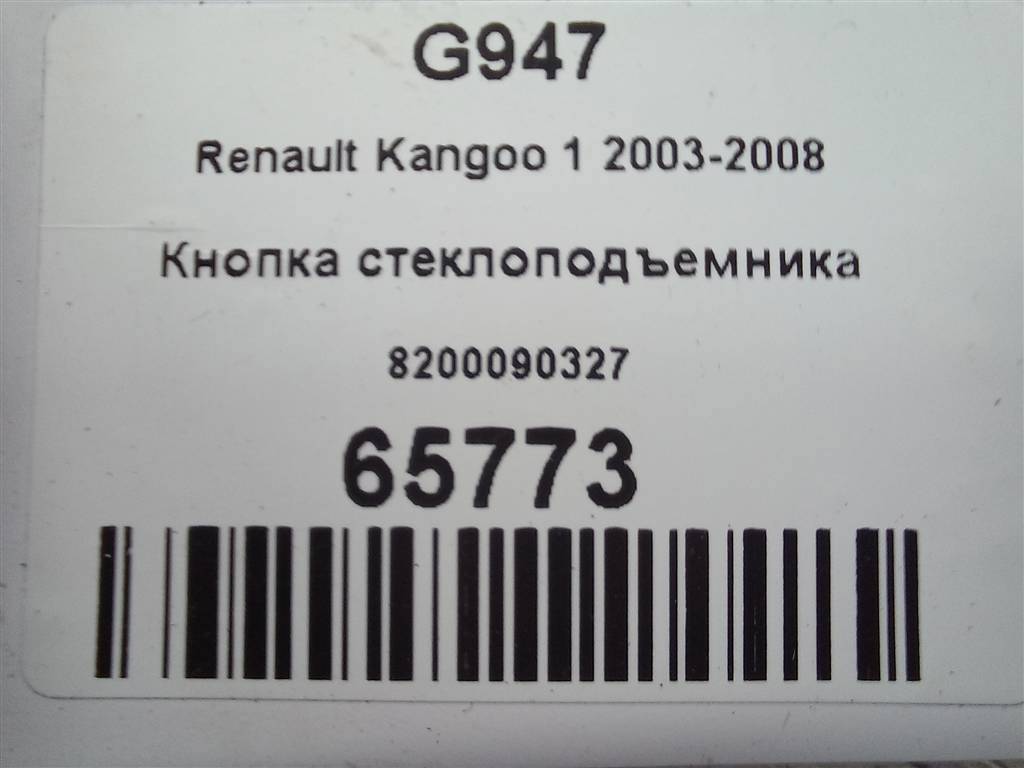 G947
Renault Kangoo 1 2003-2008
Кнопка стеклоподъемника
8200090327
65773